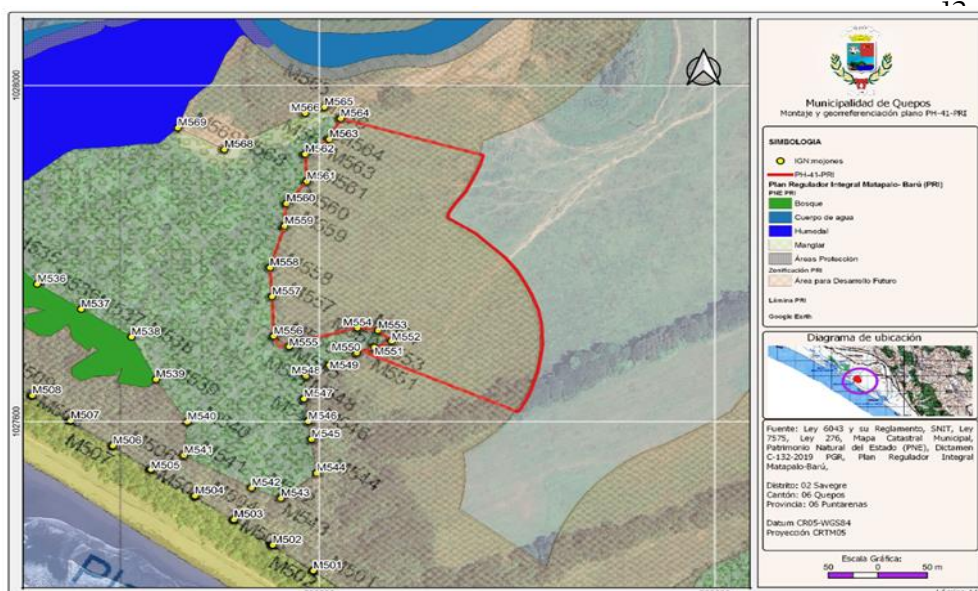 Municipalidad de Quepos
Montaje y georreferenciación plano PH-41-PRI
SIMBOLOGIA
IGN mojones
PH-41-PRI
Plan Regulador Integral Matapalo- Barú (PRI)
PNE PRI
Bosque
Cuerpo de agua
Humedal
Manglar
Áreas Protección
Zonificación PRI
Área para Desarrollo Futuro
Lámina PRI
Google Earth
Diagrama de ubicación
Fuente: Ley 6043 y su Reglamento, SNIT, Ley
7575, Ley 276, Mapa Catastral Municipal,
Patrimonio Natural del Estado (PNE), Dictamen
C-132-2019 PGR, Plan Regulador Integral
Matapalo-Barú,
Distrito: 02 Savegre
Cantón: 06 Quepos
Provincia: 06 Puntarenas
Datum CR05-WGS84
Proyección CRTM05
Escala Gráfica:
50 0 50 m
1028000
M565
M566
M564
M569
M563
M568
M562
M561
M560
M559
M558
M536
M557
M537
M554
M553
M538
M556
M552
M555
M551
M550
M549
M539
M548
M508
M547
1027600
M507
M540
M546
M506
M545
M541
M505
M544
M542
M504
M543
M503
M502
M501